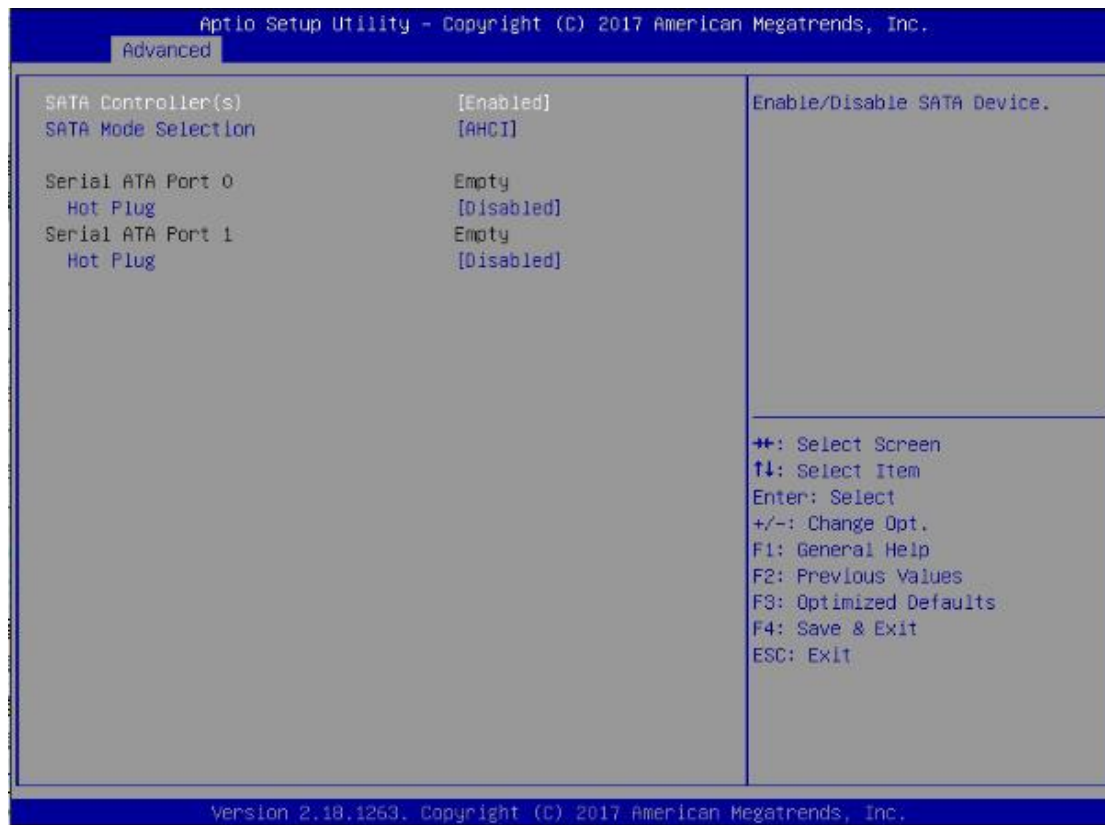 Aptio Setup Utility - Copyright (C) 2017 American Megatrends, Inc.
Advanced
SATA Controller(s) [Enabled]
SATA Mode Selection [AHCI]
Serial ATA Port 0 Empty
Hot Plug [Disabled]
Serial ATA Port 1 Empty
Hot Plug [Disabled]
Enable/Disable SATA Device.
→←: Select Screen
↑↓: Select Item
Enter: Select
+/-: Change Opt.
F1: General Help
F2: Previous Values
F3: Optimized Defaults
F4: Save & Exit
ESC: Exit
Version 2.18.1263. Copyright (C) 2017 American Megatrends, Inc.